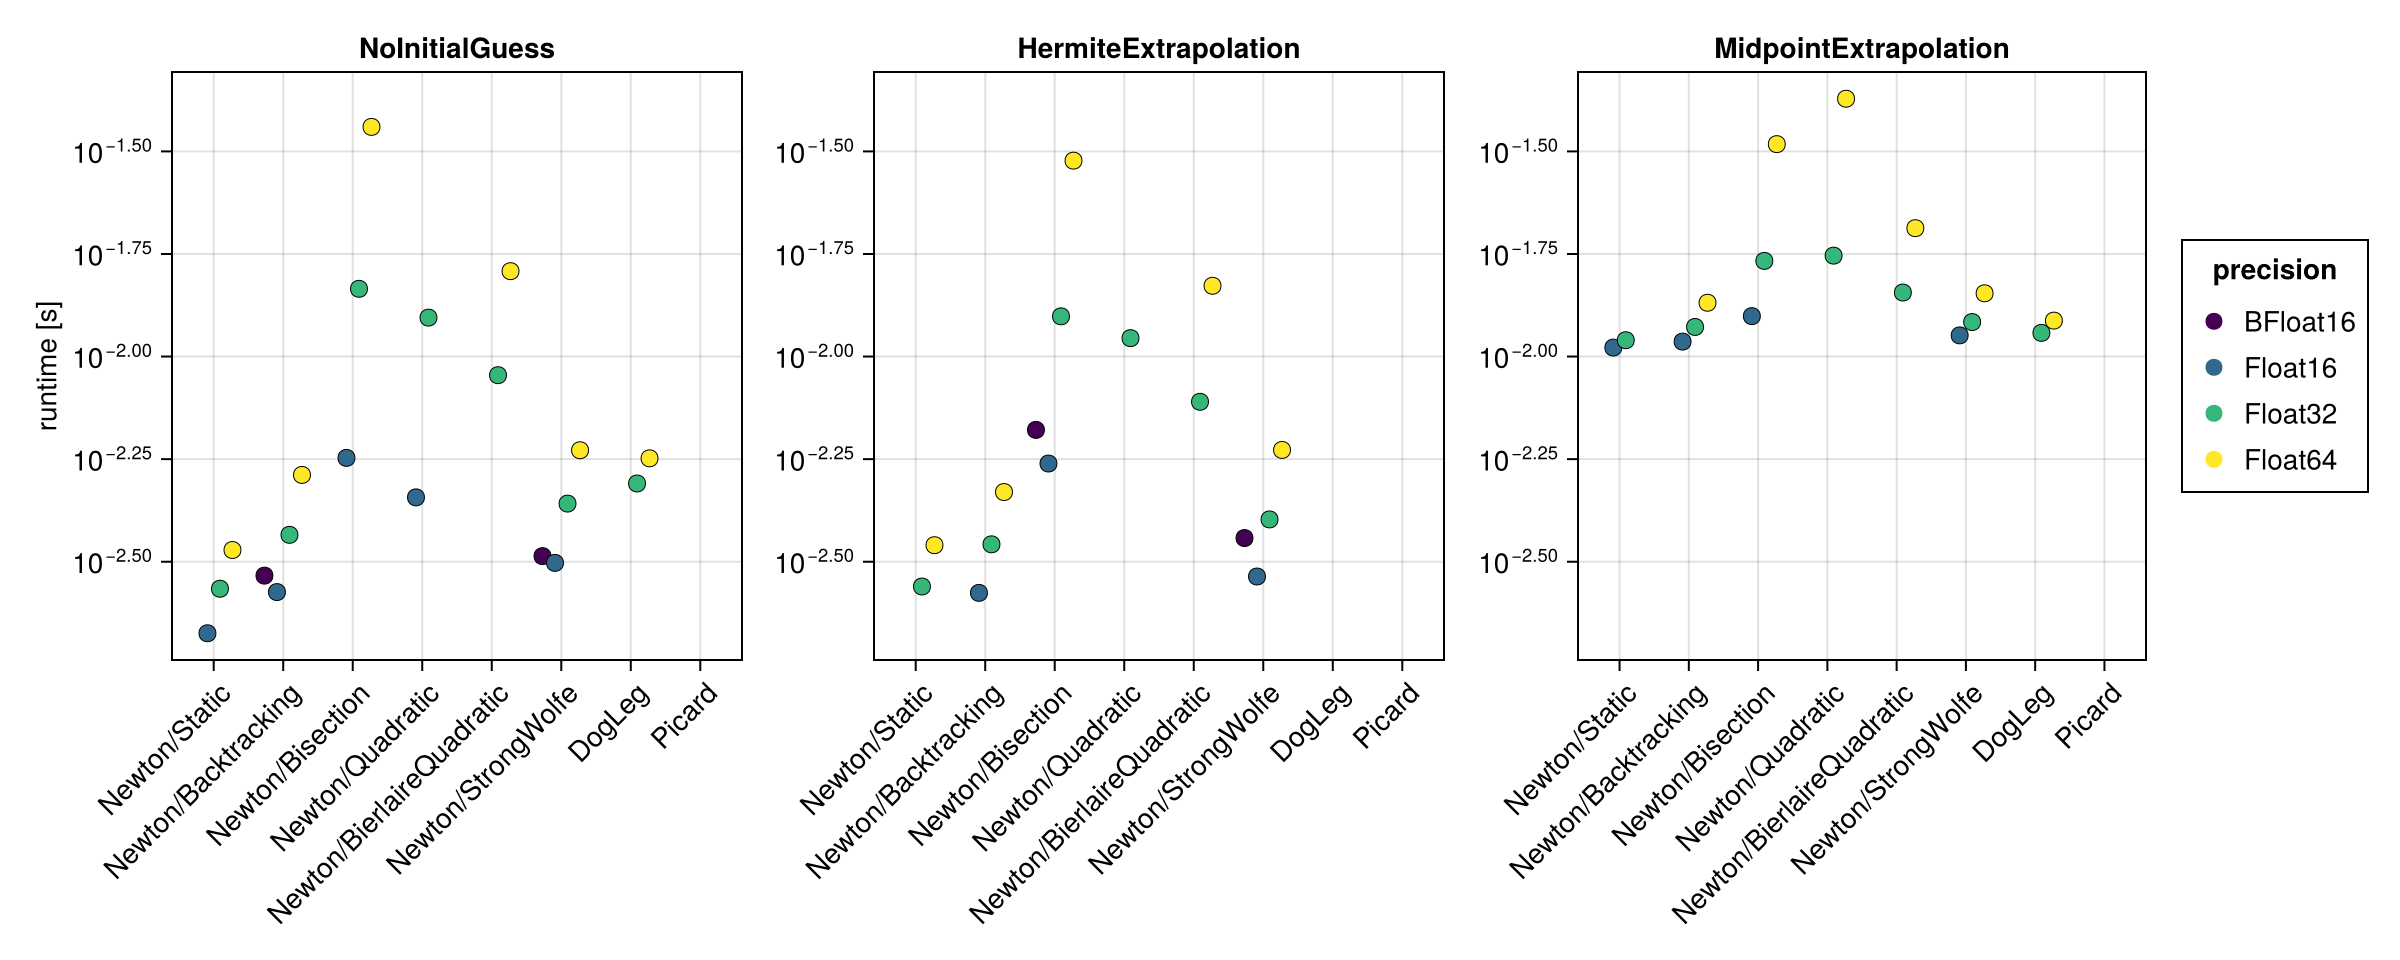 NoInitialGuess
HermiteExtrapolation
MidpointExtrapolation
runtime [s]
10−1.50
10−1.75
10−2.00
10−2.25
10−2.50
10−1.50
10−1.75
10−2.00
10−2.25
10−2.50
10−1.50
10−1.75
10−2.00
10−2.25
10−2.50
Newton/Static
Newton/Backtracking
Newton/Bisection
Newton/Quadratic
Newton/BierlaireQuadratic
Newton/StrongWolfe
DogLeg
Picard
Newton/Static
Newton/Backtracking
Newton/Bisection
Newton/Quadratic
Newton/BierlaireQuadratic
Newton/StrongWolfe
DogLeg
Picard
Newton/Static
Newton/Backtracking
Newton/Bisection
Newton/Quadratic
Newton/BierlaireQuadratic
Newton/StrongWolfe
DogLeg
Picard
precision
BFloat16
Float16
Float32
Float64